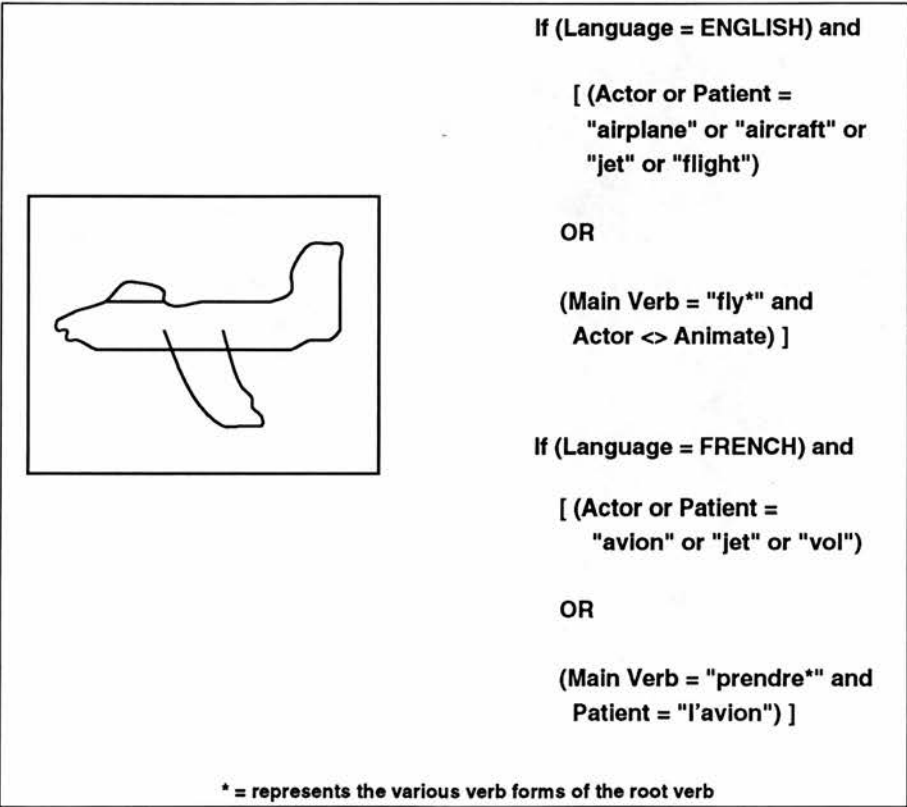 If (Language = ENGLISH) and
[ (Actor or Patient =
"airplane" or "aircraft" or
"jet" or "flight")
OR
(Main Verb = "fly*" and
Actor <> Animate) ]
If (Language = FRENCH) and
[ (Actor or Patient =
"avion" or "jet" or "vol")
OR
(Main Verb = "prendre*" and
Patient = "l'avion") ]
* = represents the various verb forms of the root verb